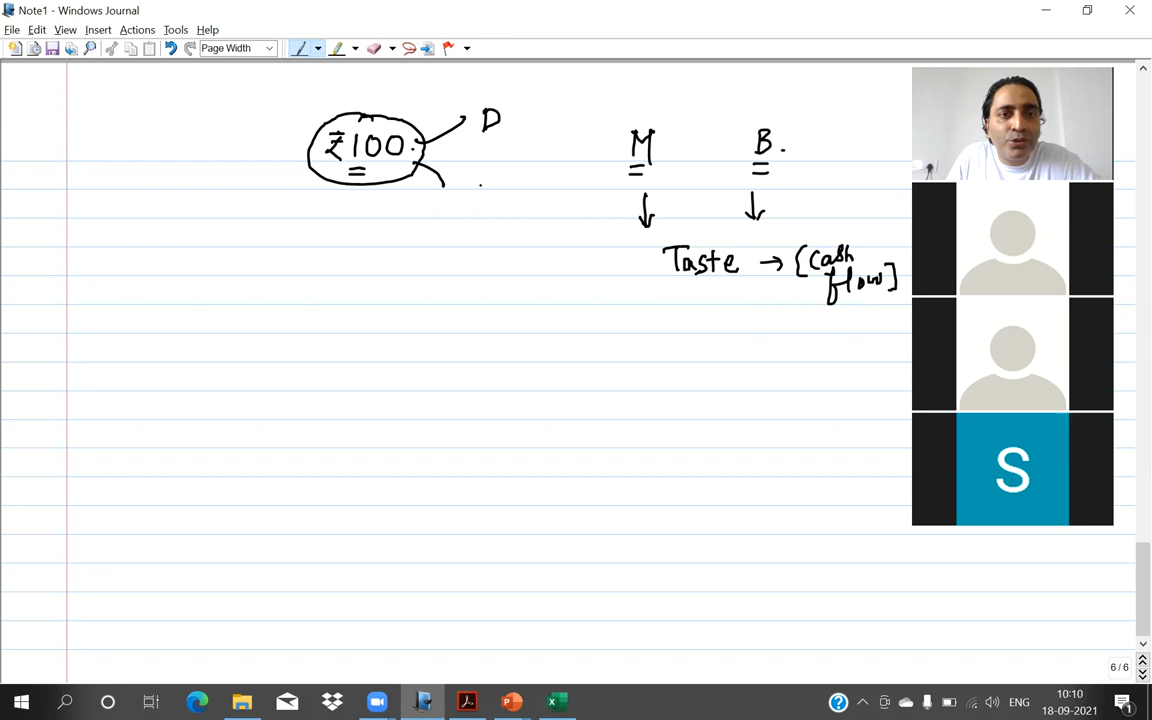 Note1 - Windows Journal
File Edit View Insert Actions Tools Help
Page Width
₹100.
D
M
B.
Taste → [cash
flow]
S
6 / 6
ENG
10:10
18-09-2021
1